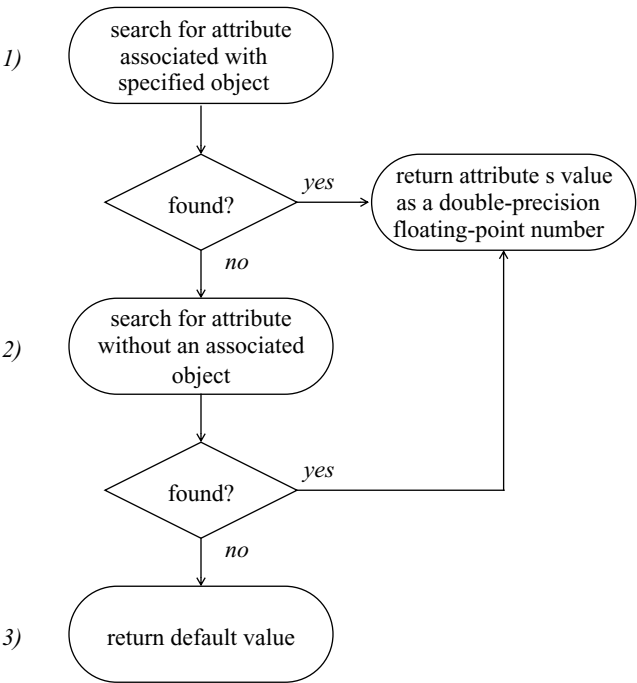 1)
search for attribute
associated with
specified object
found?
yes
return attribute s value
as a double-precision
floating-point number
no
2)
search for attribute
without an associated
object
found?
yes
no
3)
return default value